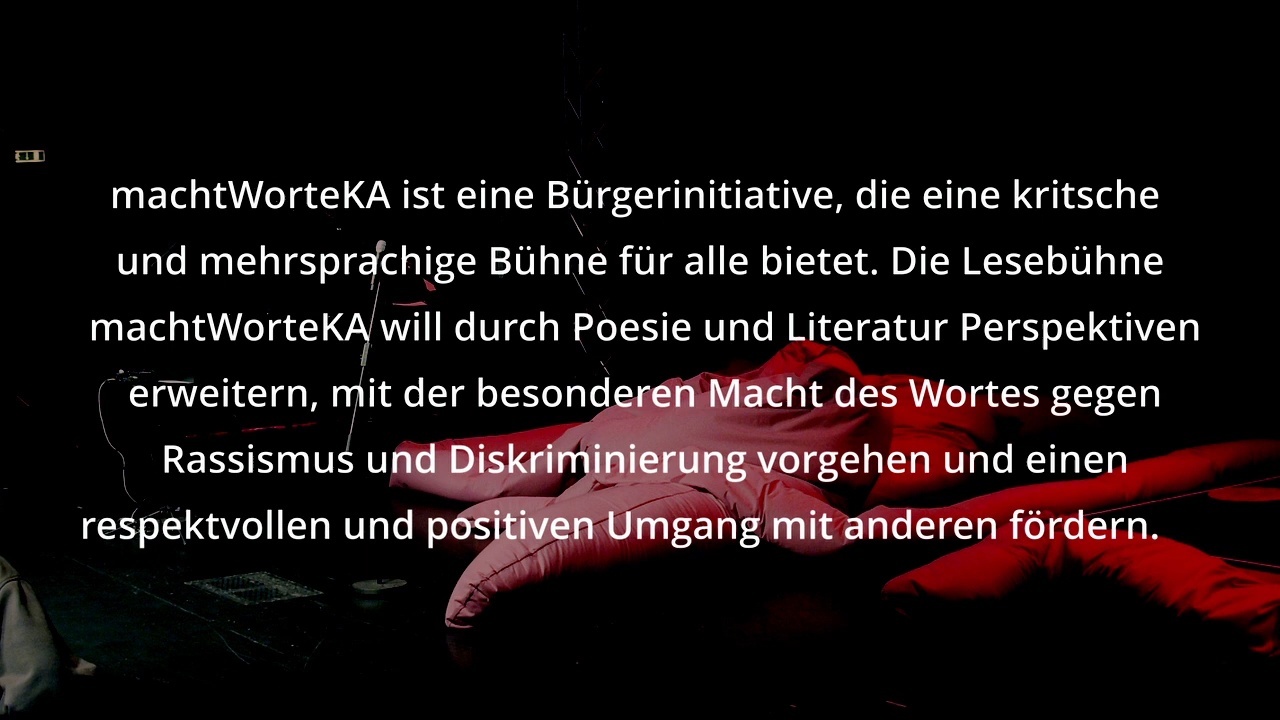 machtWorteKA ist eine Bürgerinitiative, die eine kritsche
und mehrsprachige Bühne für alle bietet. Die Lesebühne
machtWorteKA will durch Poesie und Literatur Perspektiven
erweitern, mit der besonderen Macht des Wortes gegen
Rassismus und Diskriminierung vorgehen und einen
respektvollen und positiven Umgang mit anderen fördern.